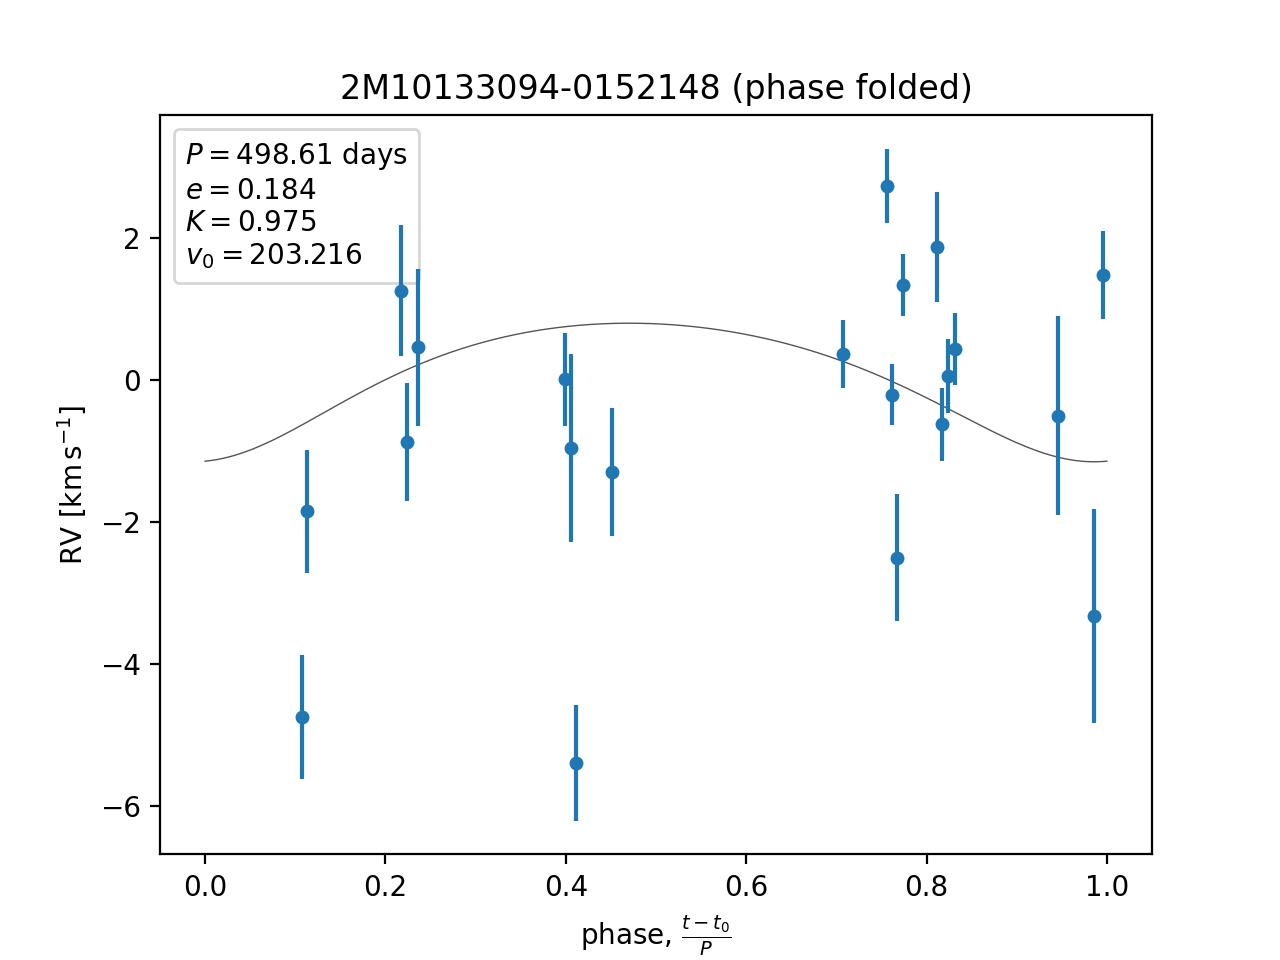 2M10133094-0152148 (phase folded)
P = 498.61 days
e = 0.184
K = 0.975
v₀ = 203.216
RV [km s⁻¹]
2
0
−2
−4
−6
0.0 0.2 0.4 0.6 0.8 1.0
phase, (t − t₀)/P